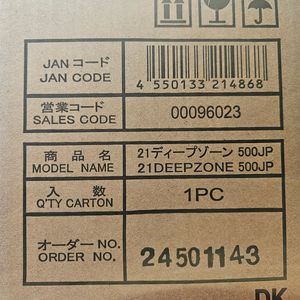 JANコード
JAN CODE
4 550133 214868
営業コード
SALES CODE
00096023
商品名
MODEL NAME
21ディープゾーン 500JP
21DEEPZONE 500JP
入数
Q'TY CARTON
1PC
オーダーNO.
ORDER NO.
24501143
DK